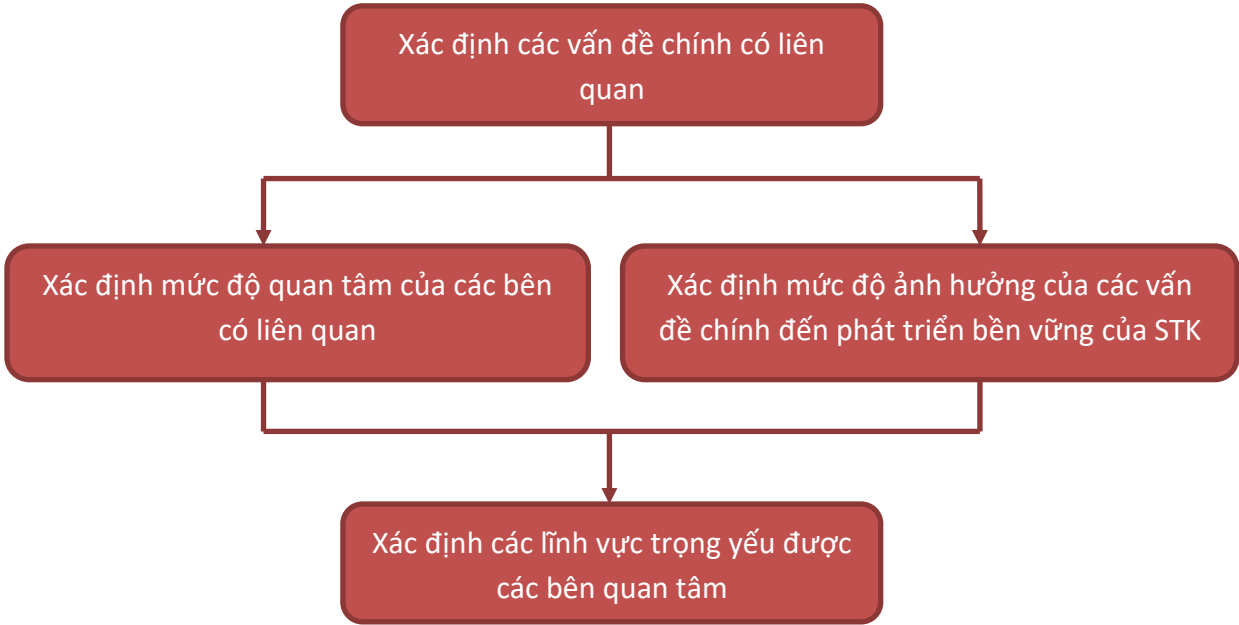 Xác định các vấn đề chính có liên
quan
Xác định mức độ quan tâm của các bên
có liên quan
Xác định mức độ ảnh hưởng của các vấn
đề chính đến phát triển bền vững của STK
Xác định các lĩnh vực trọng yếu được
các bên quan tâm